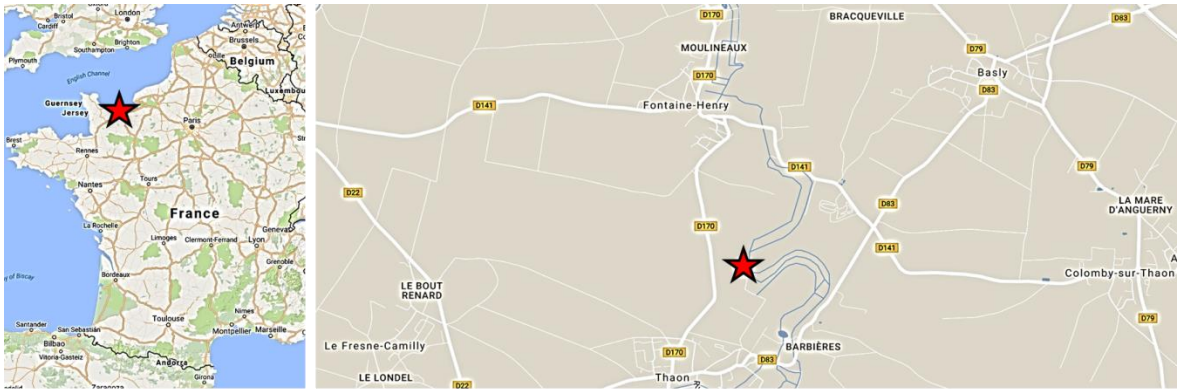 Bristol
London
Cardiff
Southampton
Brighton
Plymouth
Antwerp
Brussels
Belgium
English Channel
Luxembou
Guernsey
Jersey
Paris
Brest
Rennes
Nantes
Tours
France
La Rochelle
Geneva
Limoges
Clermont-Ferrand
Lyon
Grenoble
y of Biscay
Bordeaux
Toulouse
Nimes
Montpellier
Marseille
Santander
San Sebastián
Bilbao
Vitoria-Gasteiz
Andorra
Girona
Zaragoza
D170
BRACQUEVILLE
D83
MOULINEAUX
D79
D170
Basly
D83
D141
Fontaine-Henry
D141
D79
D22
D83
LA MARE
D'ANGUERNY
D170
D141
Colomby-sur-Thaon
LE BOUT
RENARD
D79
Le Fresne-Camilly
BARBIÈRES
D170
D83
LE LONDEL
D22
Thaon